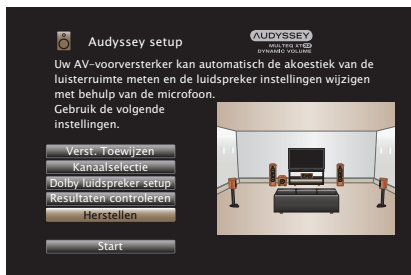 Audyssey setup
AUDYSSEY
MULTEQ XT32
DYNAMIC VOLUME
Uw AV-voorversterker kan automatisch de akoestiek van de
luisterruimte meten en de luidspreker instellingen wijzigen
met behulp van de microfoon.
Gebruik de volgende
instellingen.
Verst. Toewijzen
Kanaalselectie
Dolby luidspreker setup
Resultaten controleren
Herstellen
Start